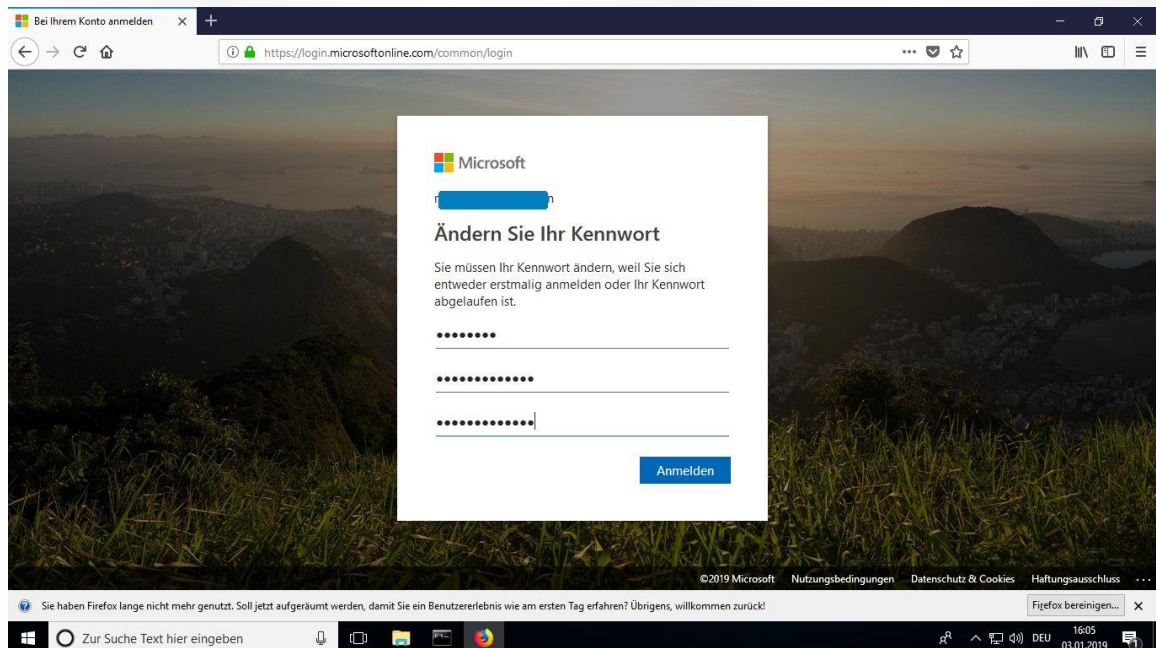 Bei Ihrem Konto anmelden
https://login.microsoftonline.com/common/login
Microsoft
Ändern Sie Ihr Kennwort
Sie müssen Ihr Kennwort ändern, weil Sie sich
entweder erstmalig anmelden oder Ihr Kennwort
abgelaufen ist.
Anmelden
©2019 Microsoft Nutzungsbedingungen Datenschutz & Cookies Haftungsausschluss ...
Sie haben Firefox lange nicht mehr genutzt. Soll jetzt aufgeräumt werden, damit Sie ein Benutzererlebnis wie am ersten Tag erfahren? Übrigens, willkommen zurück! Firefox bereinigen...
Zur Suche Text hier eingeben DEU 16:05
03.01.2019